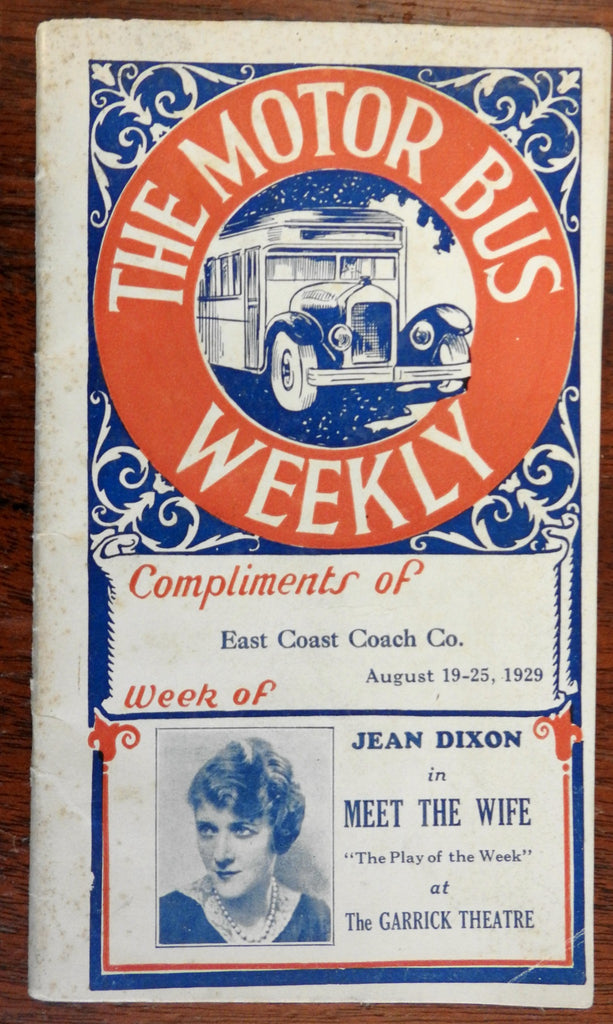 THE MOTOR BUS
WEEKLY
Compliments of
East Coast Coach Co.
August 19-25, 1929
Week of
JEAN DIXON
in
MEET THE WIFE
"The Play of the Week"
at
The GARRICK THEATRE